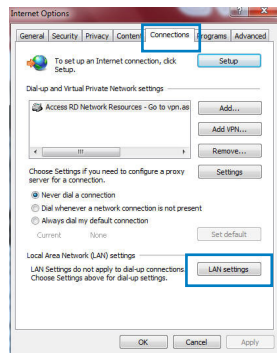 Internet Options
General Security Privacy Content Connections Programs Advanced
To set up an Internet connection, click Setup.
Setup
Dial-up and Virtual Private Network settings
Access RD Network Resources - Go to vpn.as
Add...
Add VPN...
Remove...
Choose Settings if you need to configure a proxy server for a connection.
Settings
Never dial a connection
Dial whenever a network connection is not present
Always dial my default connection
Current None
Set default
Local Area Network (LAN) settings
LAN Settings do not apply to dial-up connections. Choose Settings above for dial-up settings.
LAN settings
OK Cancel Apply